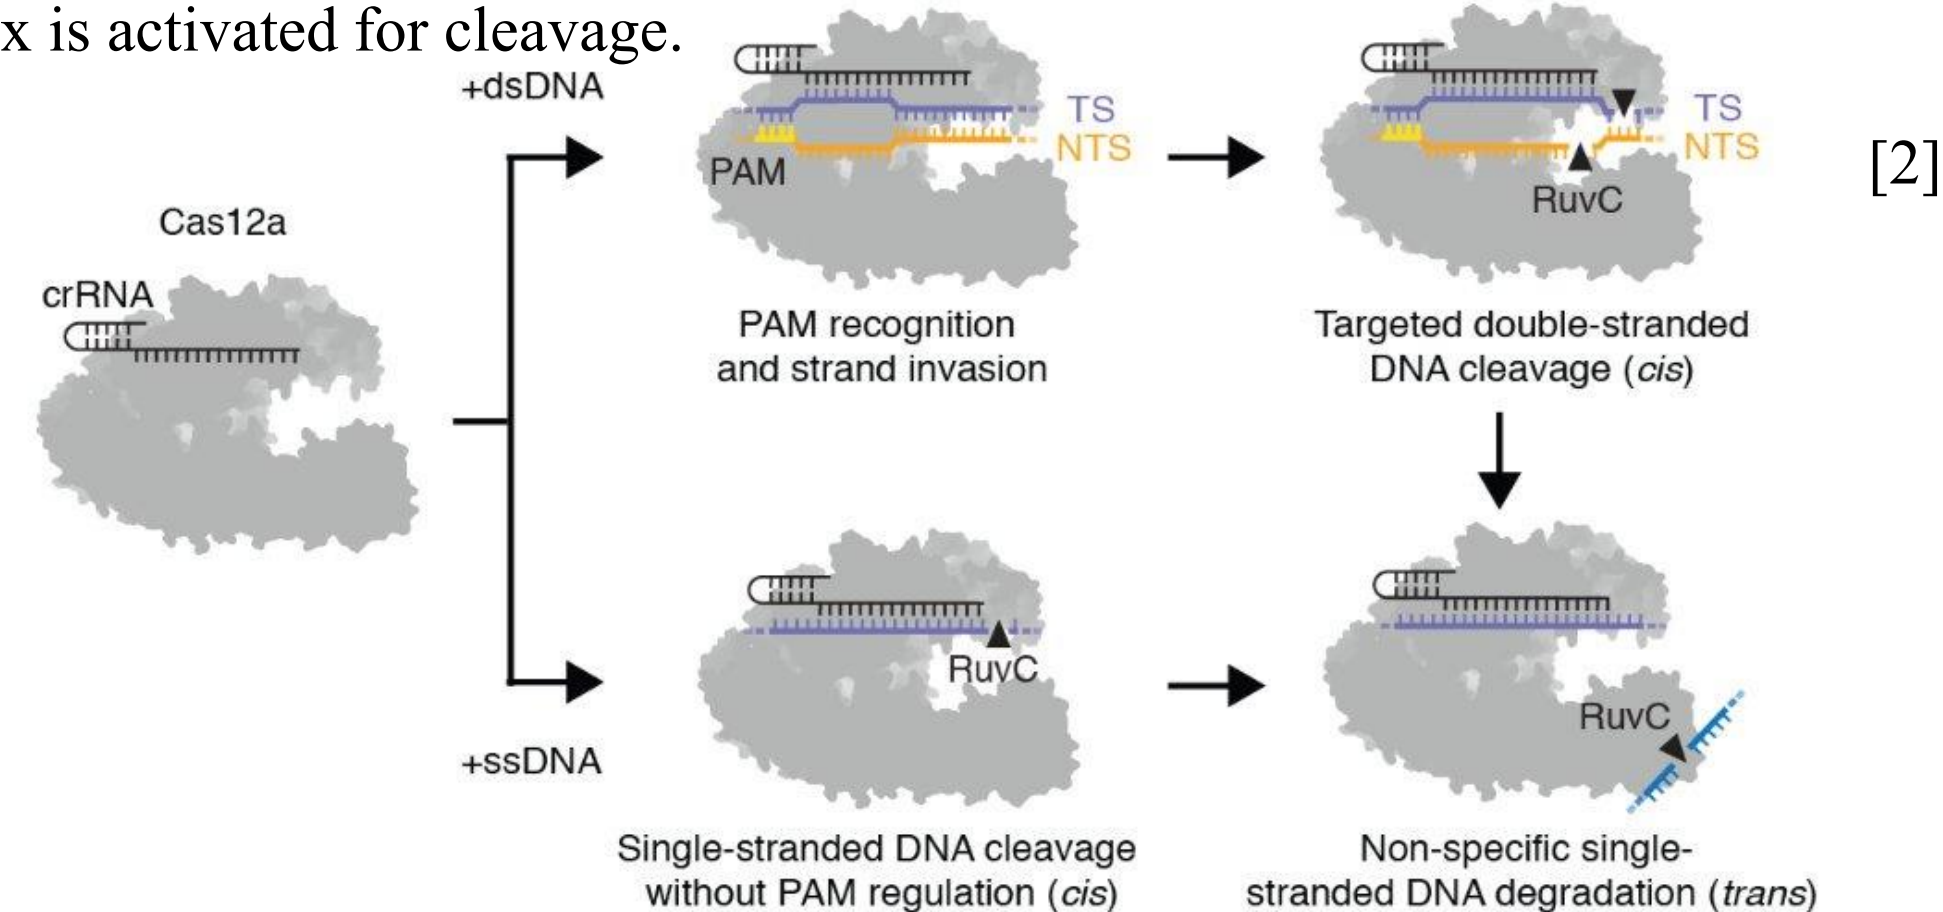 x is activated for cleavage.
+dsDNA
TS
NTS
PAM
TS
NTS
RuvC
[2]
Cas12a
crRNA
PAM recognition
and strand invasion
Targeted double-stranded
DNA cleavage (cis)
RuvC
RuvC
+ssDNA
Single-stranded DNA cleavage
without PAM regulation (cis)
Non-specific single-
stranded DNA degradation (trans)